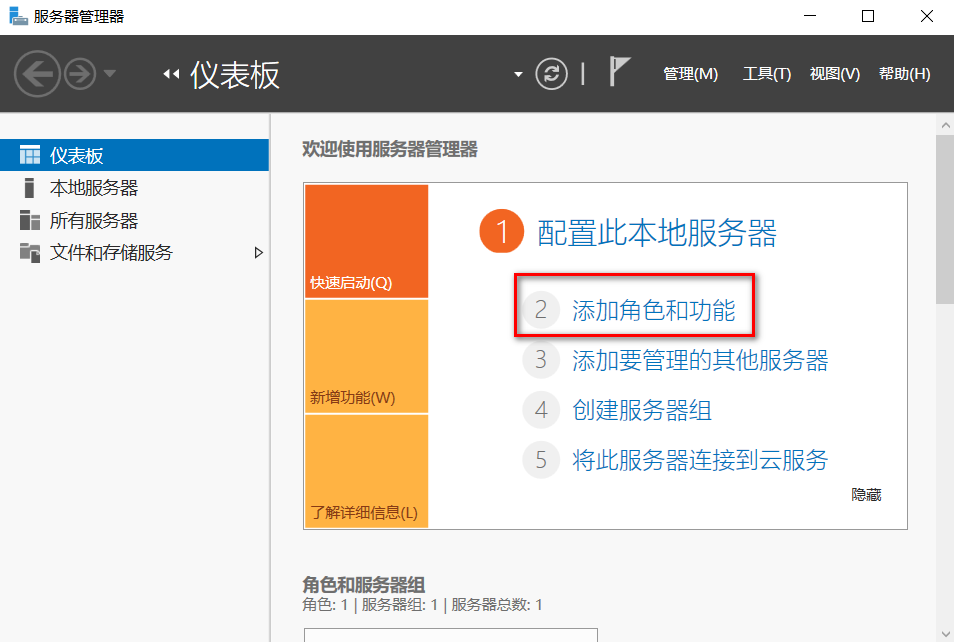 服务器管理器
仪表板
管理(M) 工具(T) 视图(V) 帮助(H)
仪表板
本地服务器
所有服务器
文件和存储服务
欢迎使用服务器管理器
快速启动(Q)
新增功能(W)
了解详细信息(L)
1 配置此本地服务器
2 添加角色和功能
3 添加要管理的其他服务器
4 创建服务器组
5 将此服务器连接到云服务
隐藏
角色和服务器组
角色: 1 | 服务器组: 1 | 服务器总数: 1